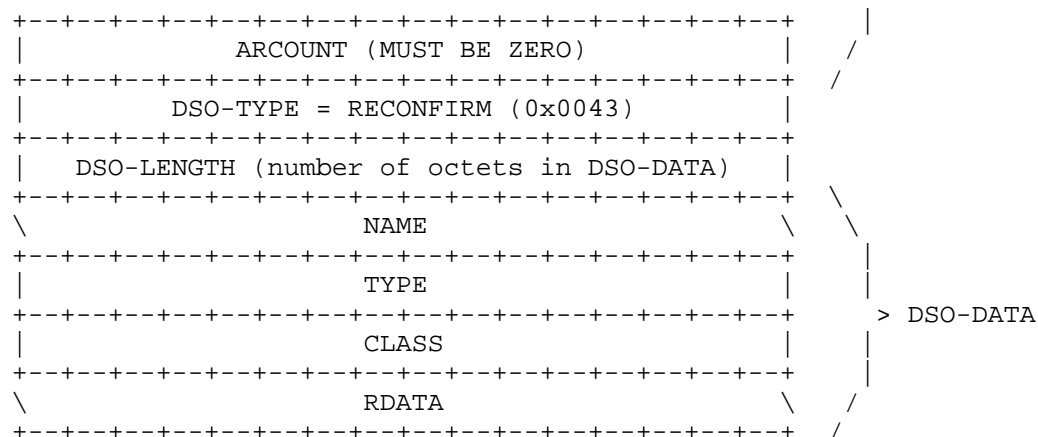 +--+--+--+--+--+--+--+--+--+--+--+--+--+--+--+--+     |
|            ARCOUNT (MUST BE ZERO)             |    /
+--+--+--+--+--+--+--+--+--+--+--+--+--+--+--+--+   /
|         DSO-TYPE = RECONFIRM (0x0043)         |
+--+--+--+--+--+--+--+--+--+--+--+--+--+--+--+--+
|   DSO-LENGTH (number of octets in DSO-DATA)   |
+--+--+--+--+--+--+--+--+--+--+--+--+--+--+--+--+   \
\                     NAME                      \    \
+--+--+--+--+--+--+--+--+--+--+--+--+--+--+--+--+     |
|                     TYPE                      |     |
+--+--+--+--+--+--+--+--+--+--+--+--+--+--+--+--+      > DSO-DATA
|                     CLASS                     |     |
+--+--+--+--+--+--+--+--+--+--+--+--+--+--+--+--+     |
\                     RDATA                     \    /
+--+--+--+--+--+--+--+--+--+--+--+--+--+--+--+--+   /